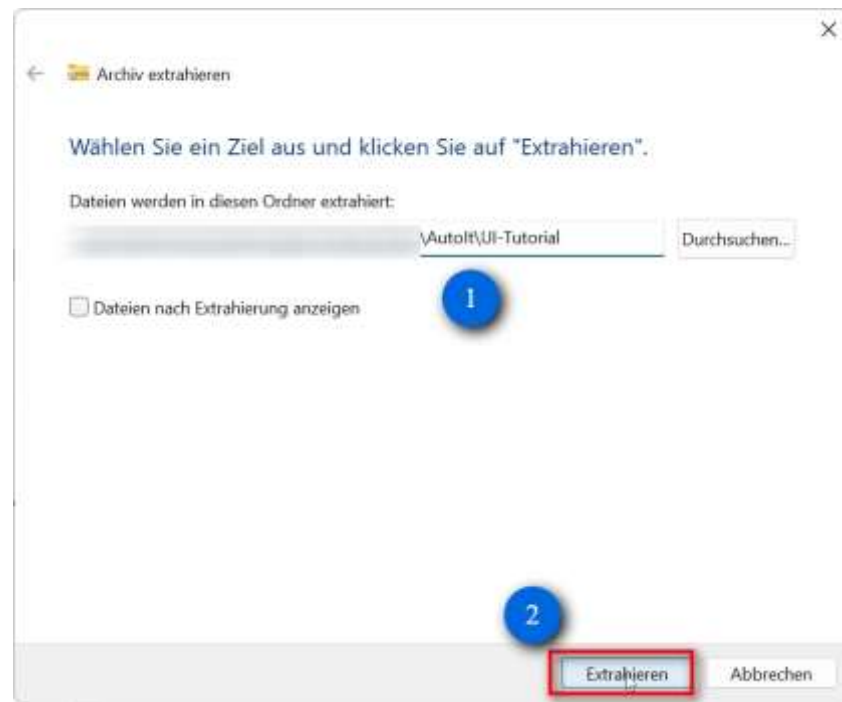 Archiv extrahieren
Wählen Sie ein Ziel aus und klicken Sie auf "Extrahieren".
Dateien werden in diesen Ordner extrahiert:
\AutoIt\UI-Tutorial Durchsuchen...
1
Dateien nach Extrahierung anzeigen
2
Extrahieren Abbrechen